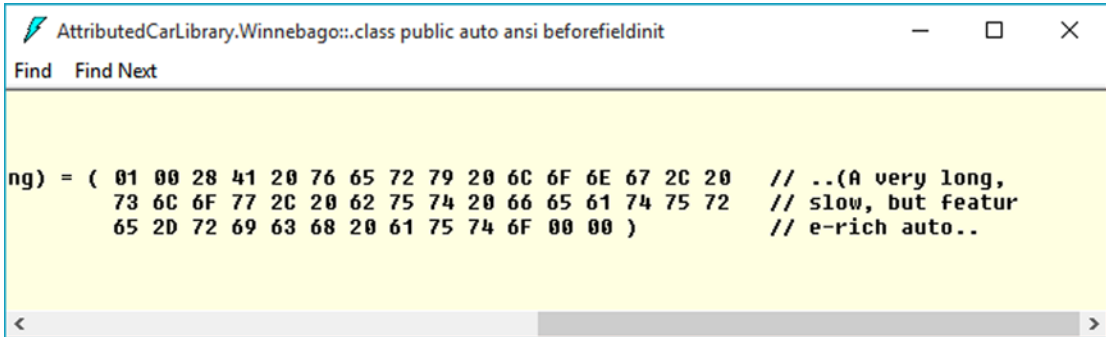 AttributedCarLibrary.Winnebago::.class public auto ansi beforefieldinit
Find Find Next
ng) = ( 01 00 28 41 20 76 65 72 79 20 6C 6F 6E 67 2C 20 // ..(A very long,
73 6C 6F 77 2C 20 62 75 74 20 66 65 61 74 75 72 // slow, but featur
65 2D 72 69 63 68 20 61 75 74 6F 00 00 ) // e-rich auto..